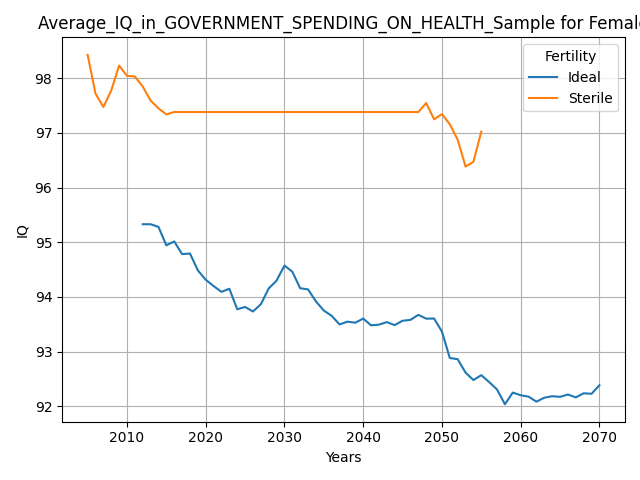 Average_IQ_in_GOVERNMENT_SPENDING_ON_HEALTH_Sample for Female
Fertility
Ideal
Sterile
98
97
96
95
94
93
92
IQ
2010 2020 2030 2040 2050 2060 2070
Years